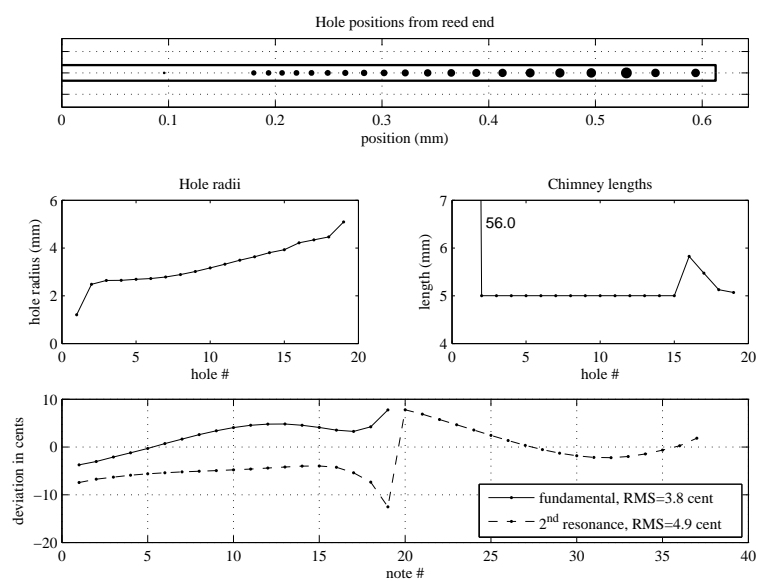 Hole positions from reed end
0 0.1 0.2 0.3 0.4 0.5 0.6
position (mm)
Hole radii
6
4
2
0
hole radius (mm)
0 5 10 15 20
hole #
Chimney lengths
7
6
5
4
length (mm)
56.0
0 5 10 15 20
hole #
10
0
−10
−20
deviation in cents
fundamental, RMS=3.8 cent
2nd resonance, RMS=4.9 cent
0 5 10 15 20 25 30 35 40
note #